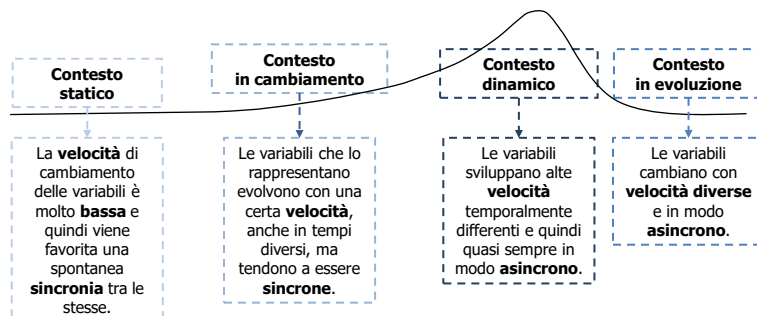 Contesto
statico
Contesto
in cambiamento
Contesto
dinamico
Contesto
in evoluzione
La velocità di
cambiamento
delle variabili è
molto bassa e
quindi viene
favorita una
spontanea
sincronia tra le
stesse.
Le variabili che lo
rappresentano
evolvono con una
certa velocità,
anche in tempi
diversi, ma
tendono a essere
sincrone.
Le variabili
sviluppano alte
velocità
temporalmente
differenti e quindi
quasi sempre in
modo asincrono.
Le variabili
cambiano con
velocità diverse
e in modo
asincrono.